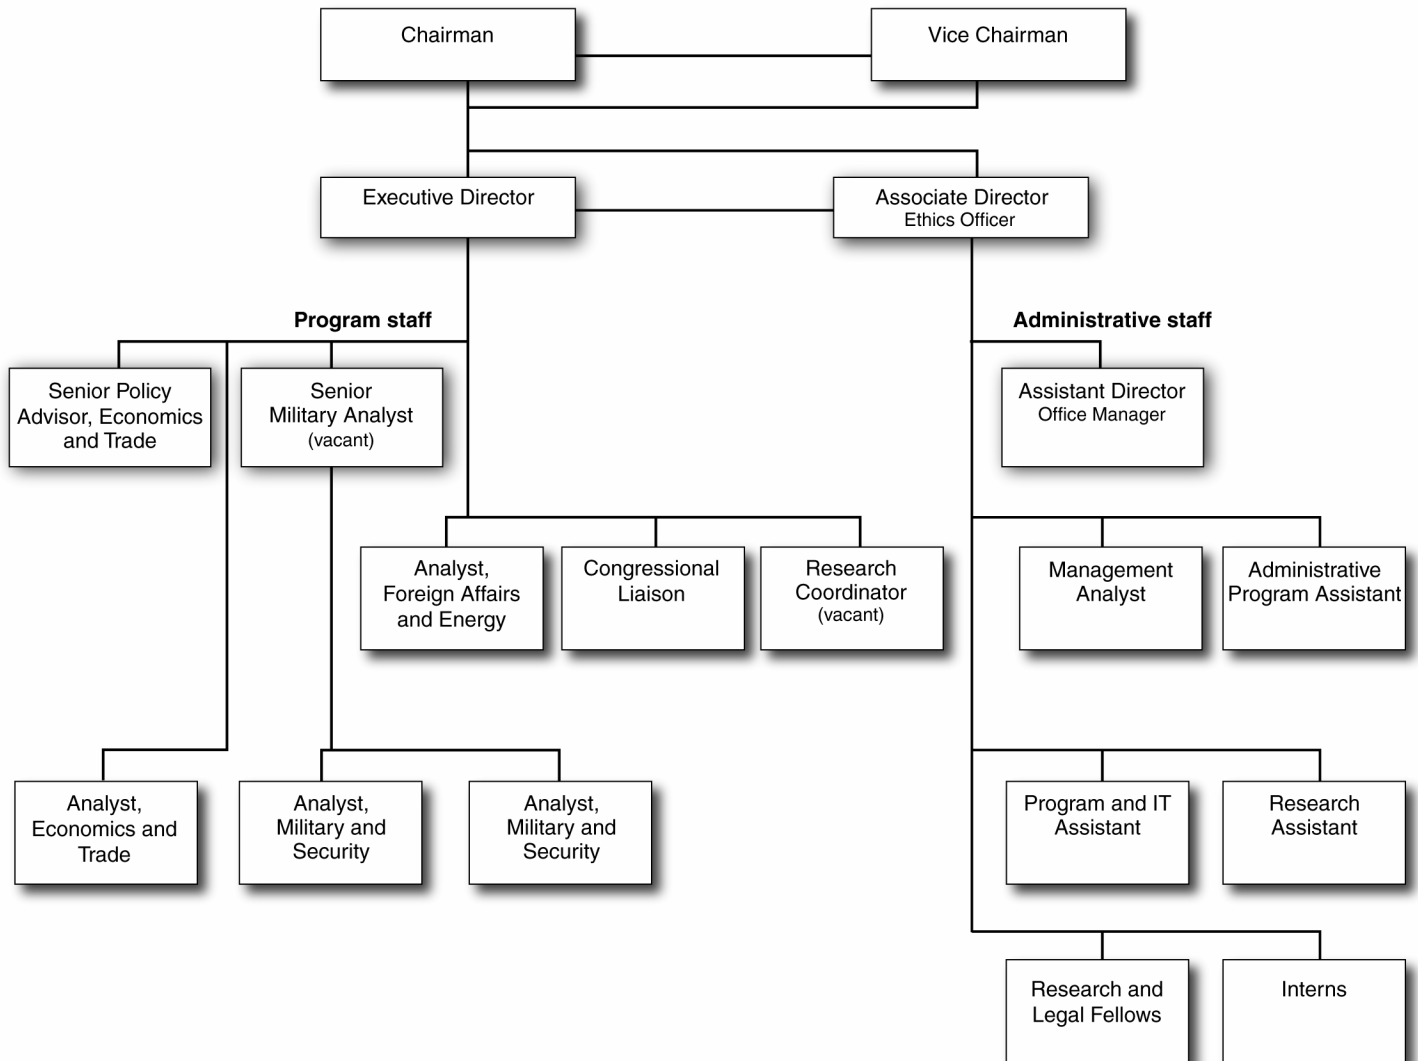 Chairman
Vice Chairman
Executive Director
Associate Director
Ethics Officer
Program staff
Administrative staff
Senior Policy
Advisor, Economics
and Trade
Senior
Military Analyst
(vacant)
Assistant Director
Office Manager
Analyst,
Foreign Affairs
and Energy
Congressional
Liaison
Research
Coordinator
(vacant)
Management
Analyst
Administrative
Program Assistant
Analyst,
Economics and
Trade
Analyst,
Military and
Security
Analyst,
Military and
Security
Program and IT
Assistant
Research
Assistant
Research and
Legal Fellows
Interns